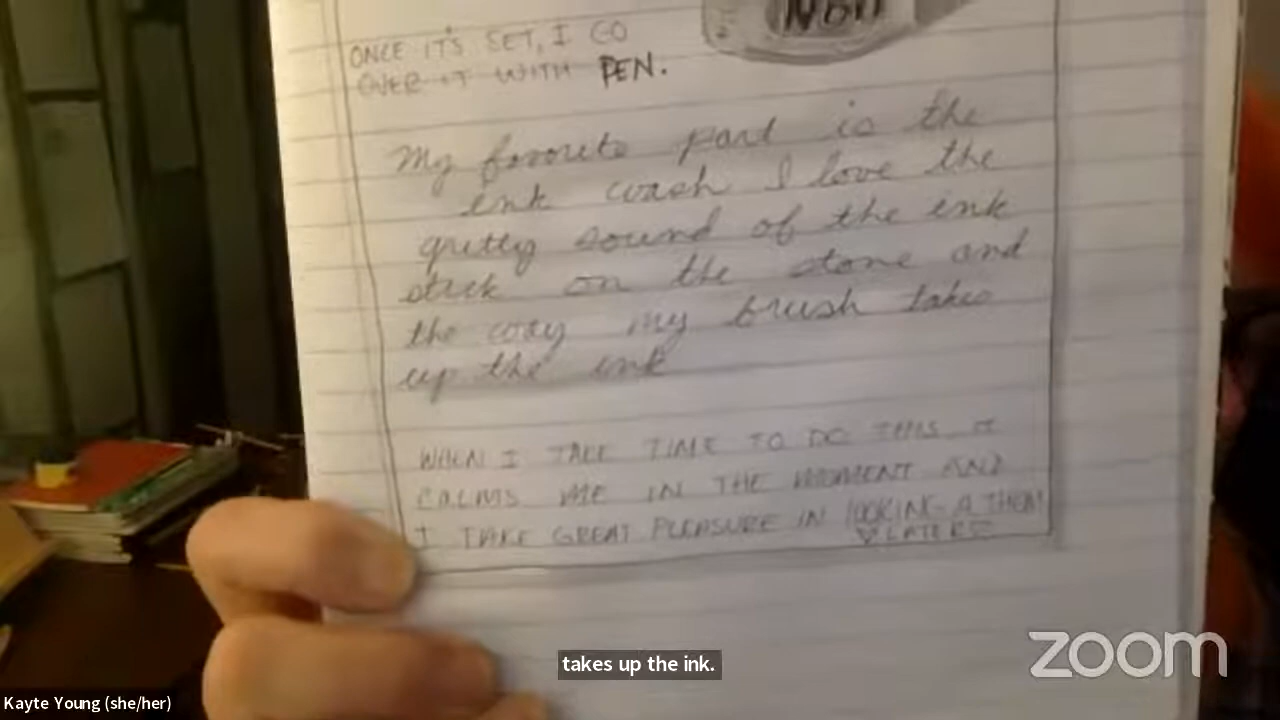 NON
ONCE IT'S SET, I GO
OVER IT WITH PEN.
My favorite part is the
ink wash I love the
gritty sound of the ink
stick on the stone and
the way my brush takes
up the ink
WHEN I TAKE TIME TO DO THIS IT
CALMS ME IN THE MOMENT AND
I TAKE GREAT PLEASURE IN LOOKING A THEM
LATER
takes up the ink.
zoom
Kayte Young (she/her)